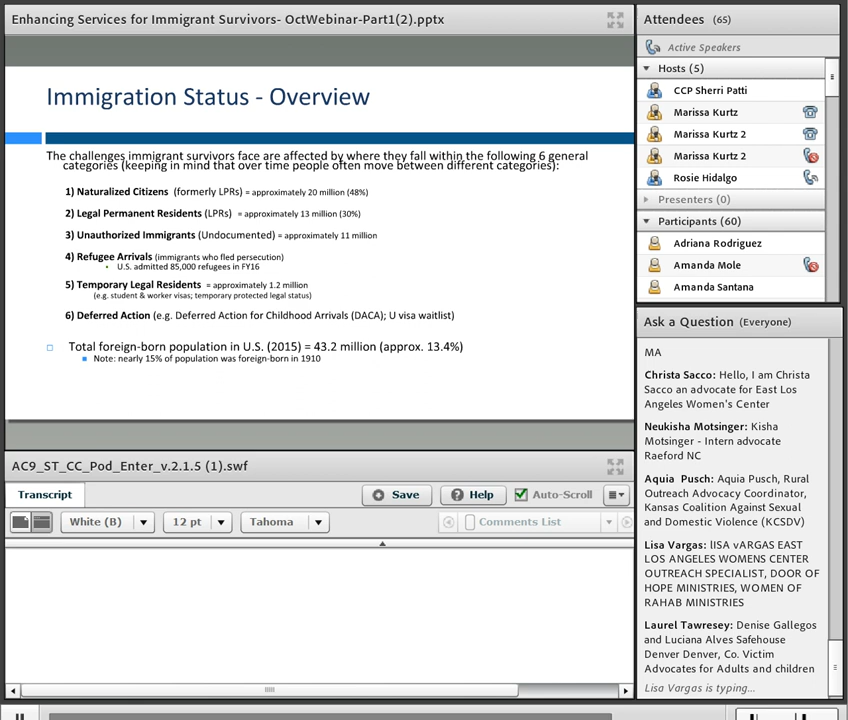 Enhancing Services for Immigrant Survivors- OctWebinar-Part1(2).pptx
Immigration Status - Overview
The challenges immigrant survivors face are affected by where they fall within the following 6 general
categories (keeping in mind that over time people often move between different categories):
1) Naturalized Citizens (formerly LPRs) = approximately 20 million (48%)
2) Legal Permanent Residents (LPRs) = approximately 13 million (30%)
3) Unauthorized Immigrants (Undocumented) = approximately 11 million
4) Refugee Arrivals (immigrants who fled persecution)
U.S. admitted 85,000 refugees in FY16
5) Temporary Legal Residents = approximately 1.2 million
(e.g. student & worker visas; temporary protected legal status)
6) Deferred Action (e.g. Deferred Action for Childhood Arrivals (DACA); U visa waitlist)
Total foreign-born population in U.S. (2015) = 43.2 million (approx. 13.4%)
Note: nearly 15% of population was foreign-born in 1910
AC9_ST_CC_Pod_Enter_v.2.1.5 (1).swf
Transcript
Save
Help
Auto-Scroll
White (B)
12 pt
Tahoma
Comments List
Attendees (65)
Active Speakers
Hosts (5)
CCP Sherri Patti
Marissa Kurtz
Marissa Kurtz 2
Marissa Kurtz 2
Rosie Hidalgo
Presenters (0)
Participants (60)
Adriana Rodriguez
Amanda Mole
Amanda Santana
Ask a Question (Everyone)
MA
Christa Sacco: Hello, I am Christa
Sacco an advocate for East Los
Angeles Women's Center
Neukisha Motsinger: Kisha
Motsinger - Intern advocate
Raeford NC
Aquia Pusch: Aquia Pusch, Rural
Outreach Advocacy Coordinator,
Kansas Coalition Against Sexual
and Domestic Violence (KCSDV)
Lisa Vargas: lISA vARGAS EAST
LOS ANGELES WOMENS CENTER
OUTREACH SPECIALIST, DOOR OF
HOPE MINISTRIES, WOMEN OF
RAHAB MINISTRIES
Laurel Tawresey: Denise Gallegos
and Luciana Alves Safehouse
Denver Denver, Co. Victim
Advocates for Adults and children
Lisa Vargas is typing...